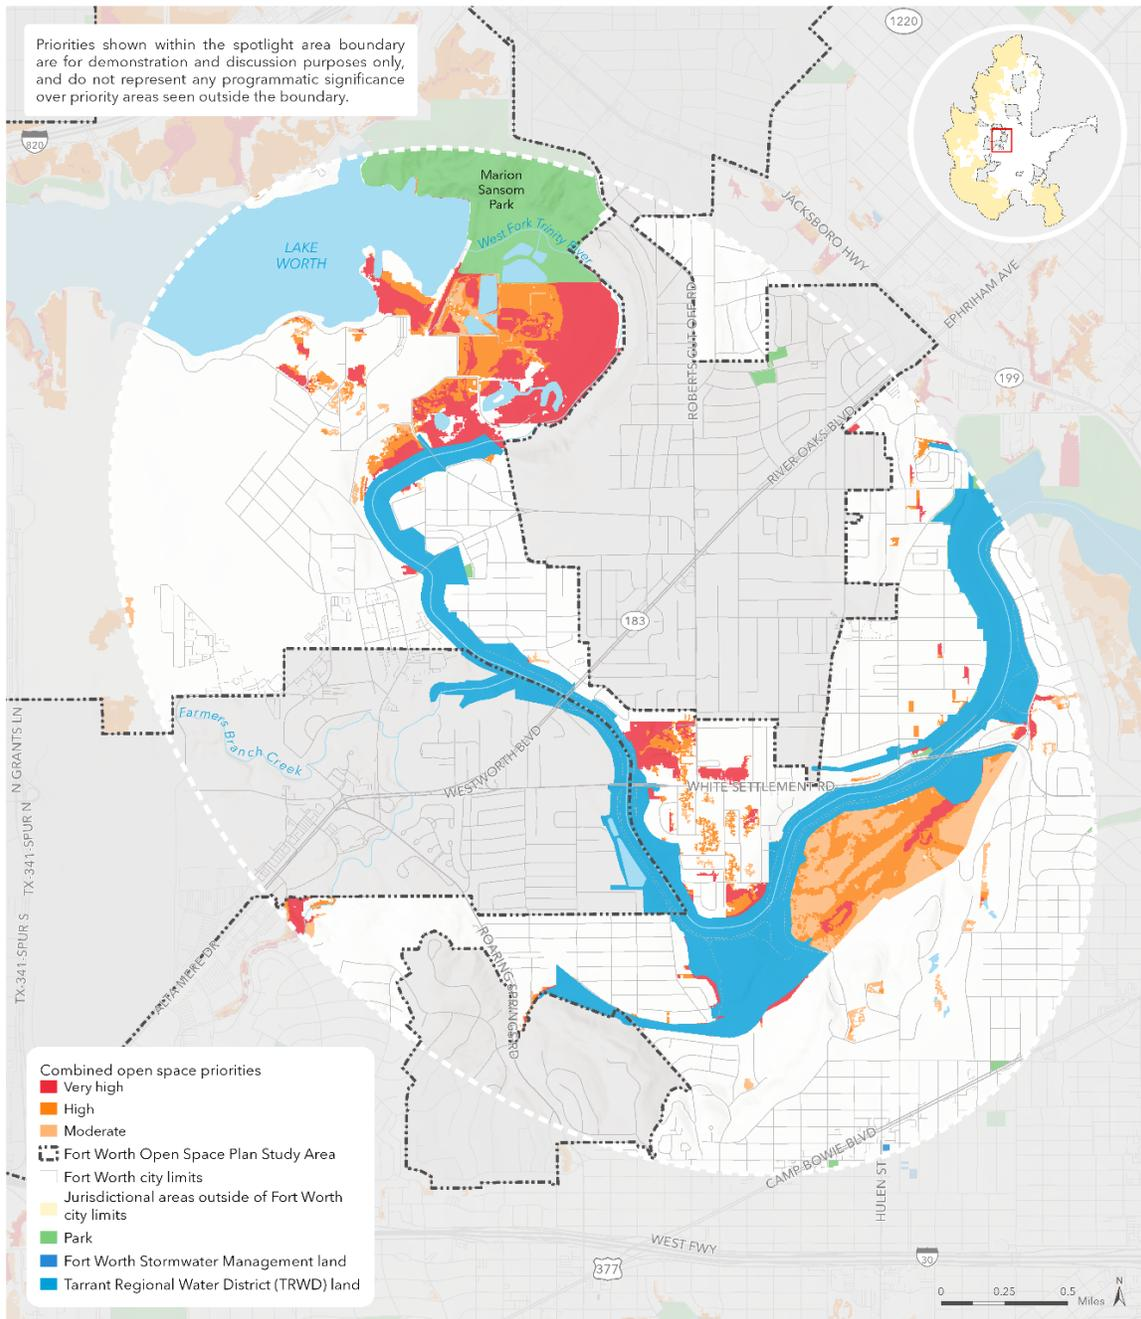 Priorities shown within the spotlight area boundary
are for demonstration and discussion purposes only,
and do not represent any programmatic significance
over priority areas seen outside the boundary.
1220
820
Marion
Sansom
Park
LAKE
WORTH
West Fork Trinity River
JACKSBORO HWY
EPHRIHAM AVE
ROBERTS CUT OFF RD
199
RIVER OAKS BLVD
183
Farmers
Branch Creek
WESTWORTH BLVD
WHITE SETTLEMENT RD
N GRANTS LN
TX-341-SPUR N
TX-341-SPUR S
ALTA MERE DR
ROARING SPRINGS RD
CAMP BOWIE BLVD
HULEN ST
WEST FWY
377
30
Combined open space priorities
Very high
High
Moderate
Fort Worth Open Space Plan Study Area
Fort Worth city limits
Jurisdictional areas outside of Fort Worth
city limits
Park
Fort Worth Stormwater Management land
Tarrant Regional Water District (TRWD) land
0 0.25 0.5
Miles
N